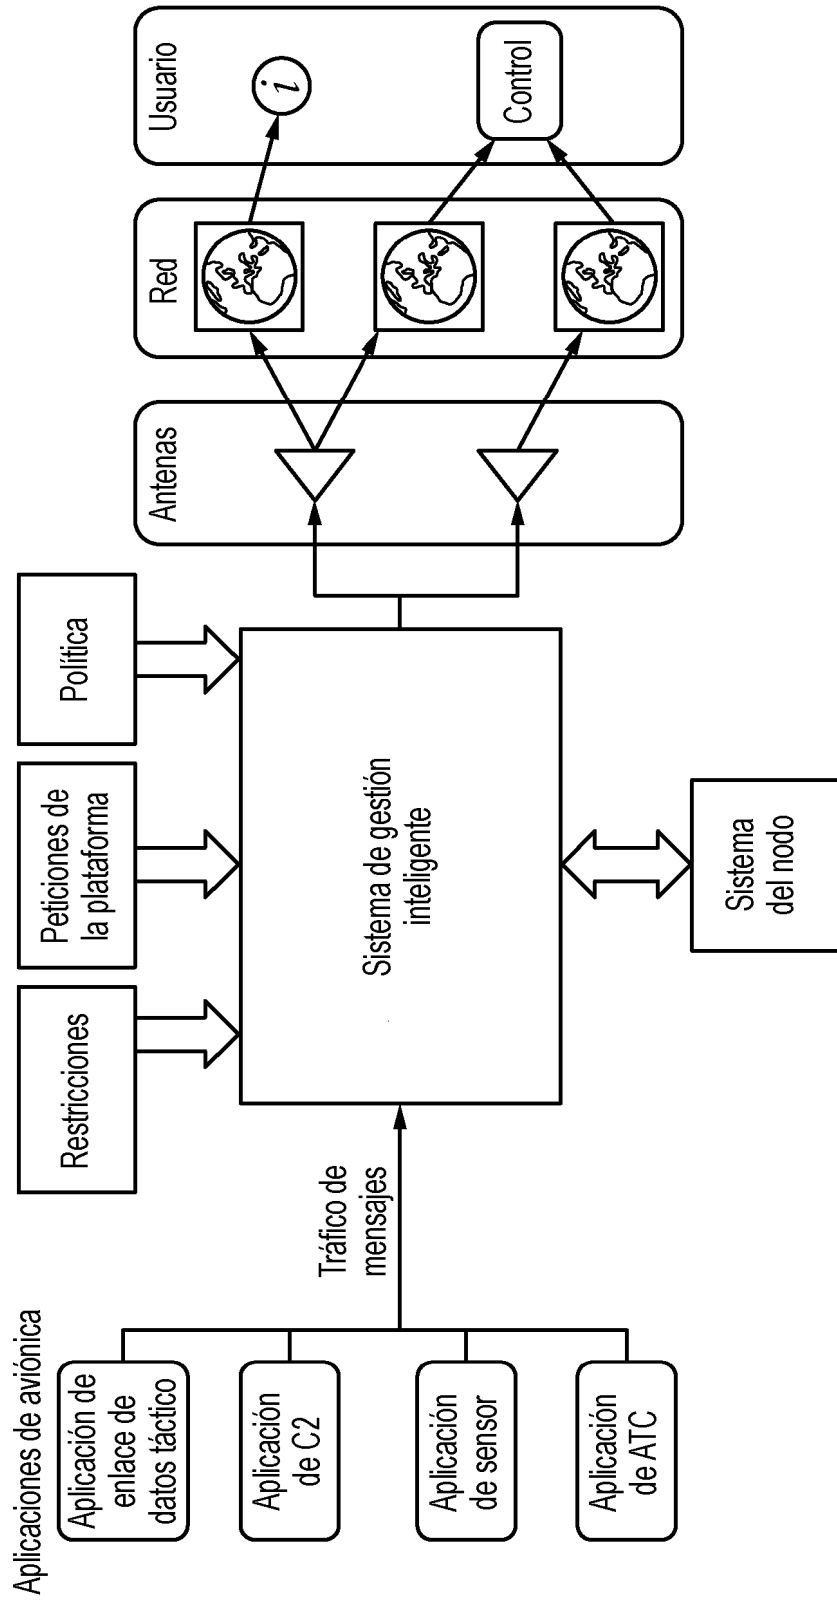 Aplicaciones de aviónica
Aplicación de
enlace de
datos táctico
Aplicación
de C2
Aplicación
de sensor
Aplicación
de ATC
Tráfico de
mensajes
Restricciones
Peticiones de
la plataforma
Política
Sistema de gestión
inteligente
Sistema
del nodo
Antenas
Red
Usuario
i
Control